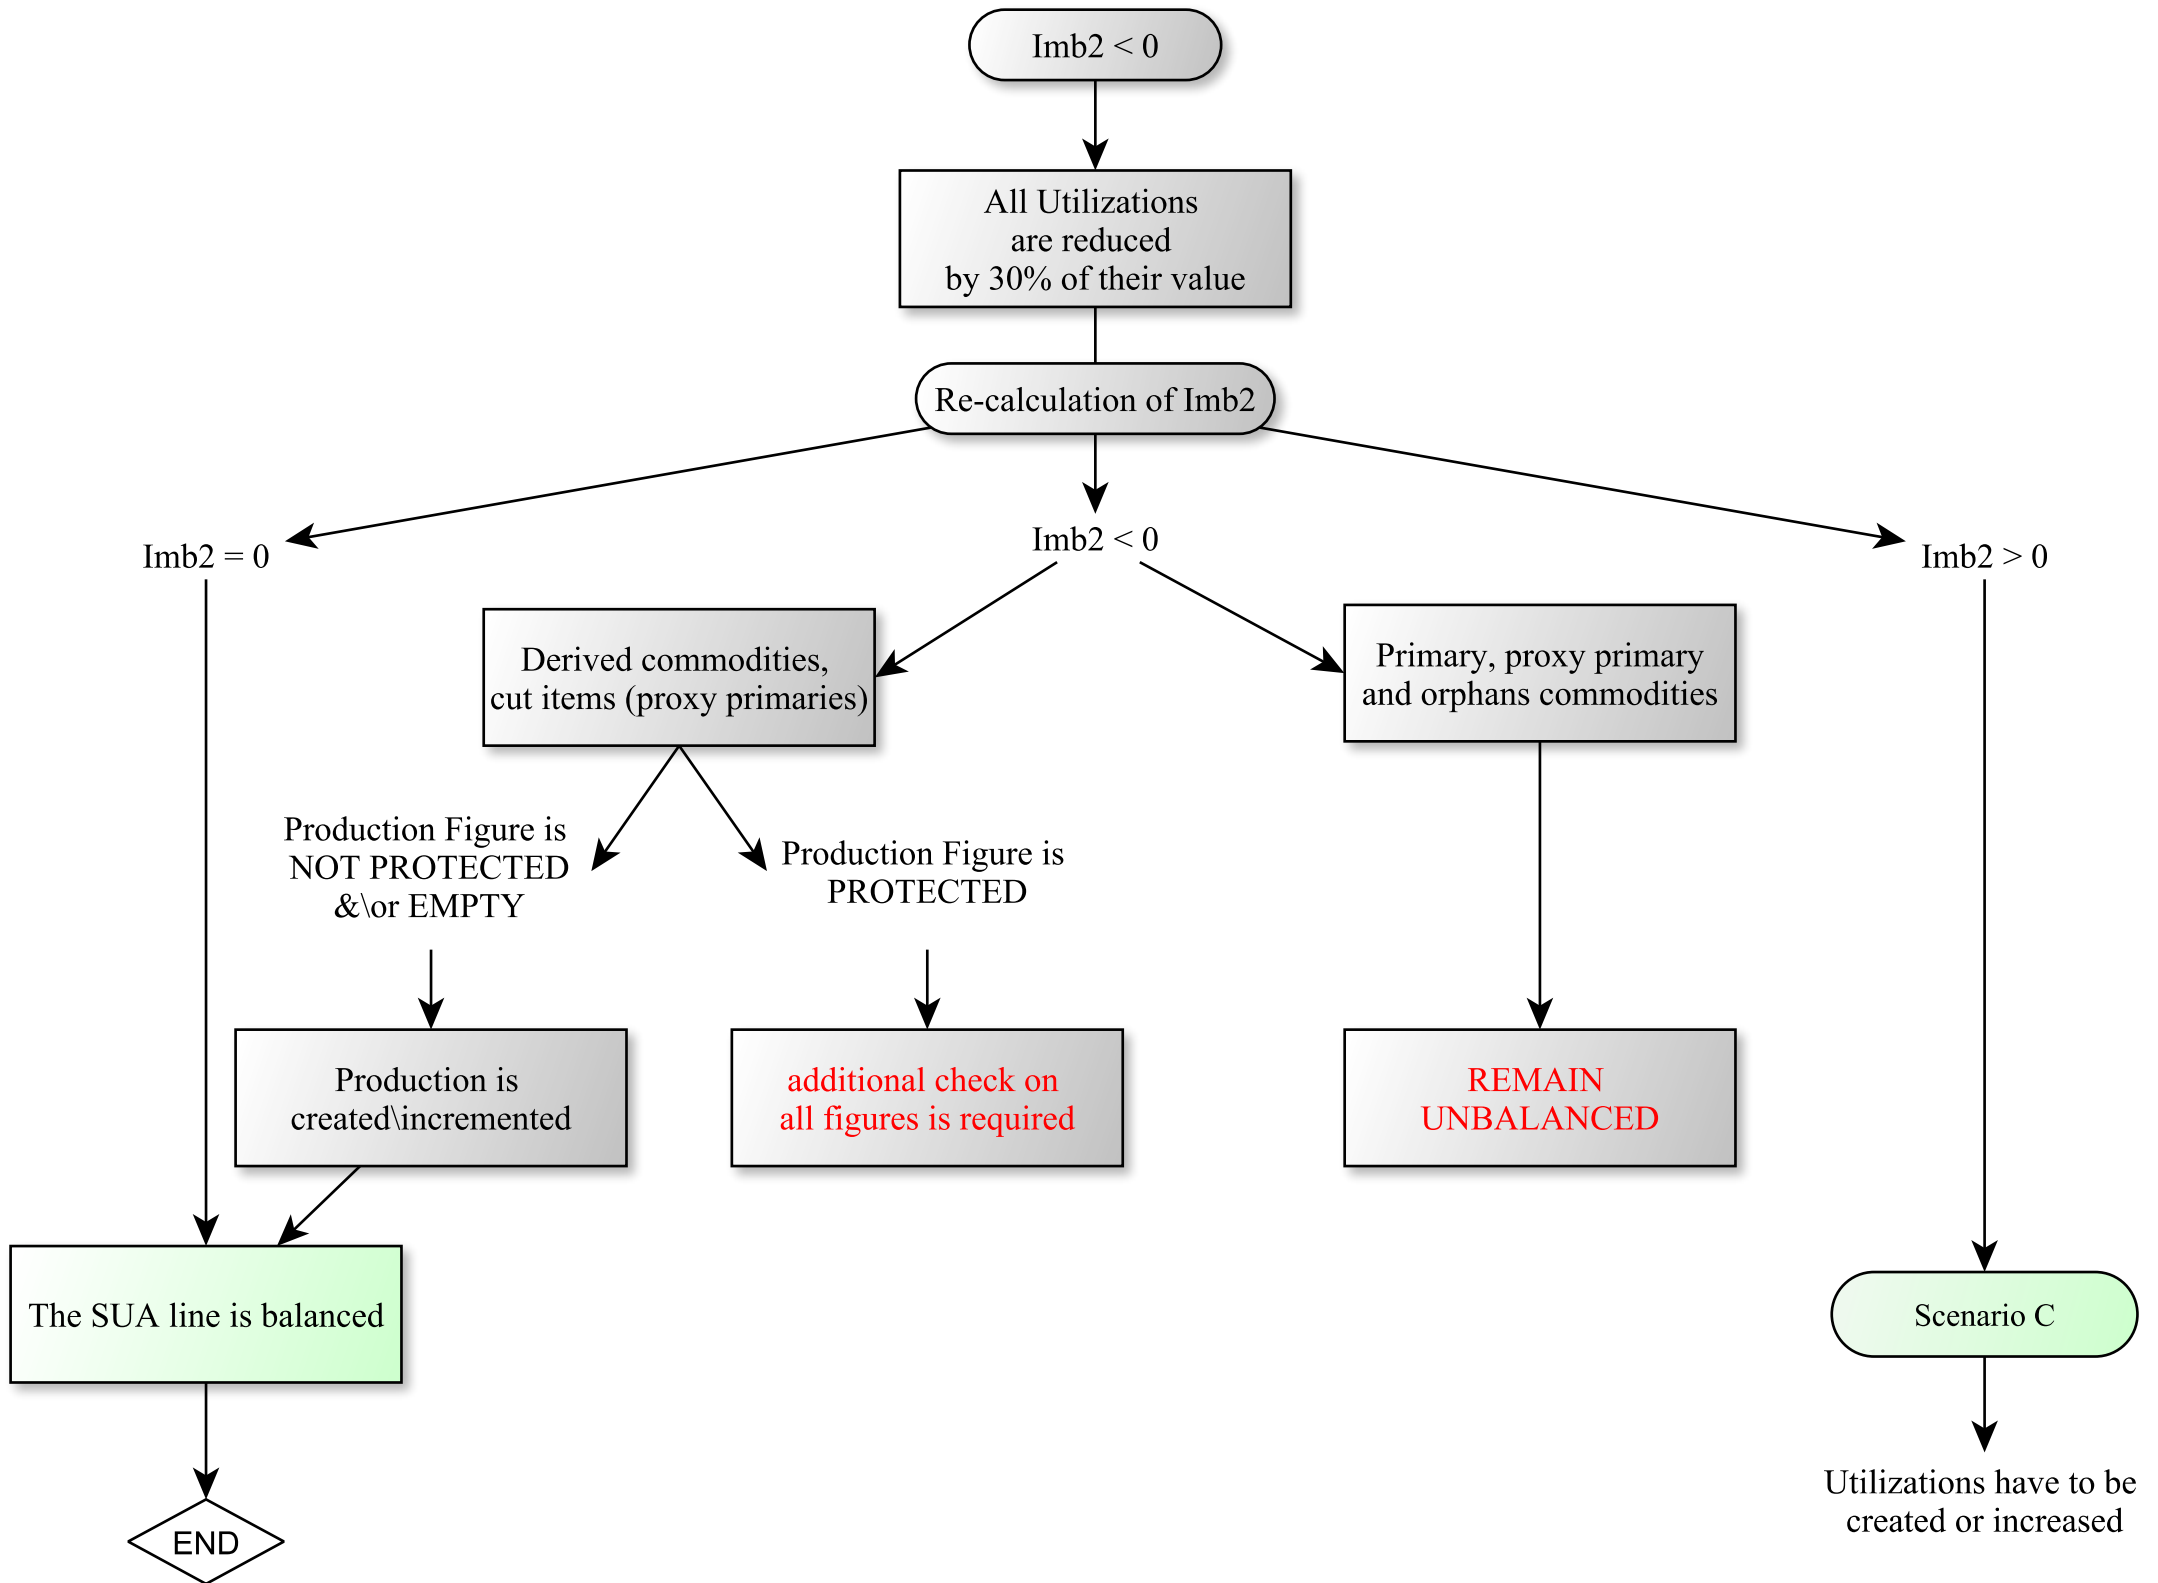 Imb2 < 0
All Utilizations
are reduced
by 30% of their value
Re-calculation of Imb2
Imb2 = 0
Imb2 < 0
Imb2 > 0
Derived commodities,
cut items (proxy primaries)
Primary, proxy primary
and orphans commodities
Production Figure is
NOT PROTECTED
&\or EMPTY
Production Figure is
PROTECTED
Production is
created\incremented
additional check on
all figures is required
REMAIN
UNBALANCED
The SUA line is balanced
Scenario C
END
Utilizations have to be
created or increased